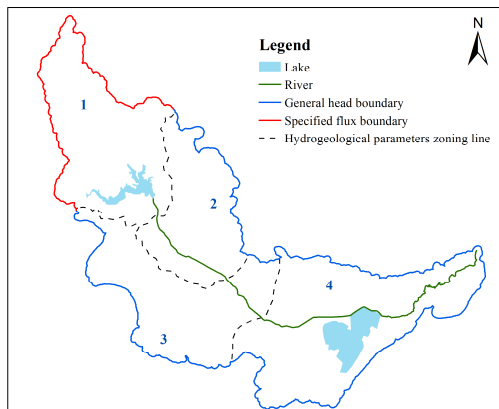 N
Legend
Lake
River
General head boundary
Specified flux boundary
Hydrogeological parameters zoning line
1
2
4
3